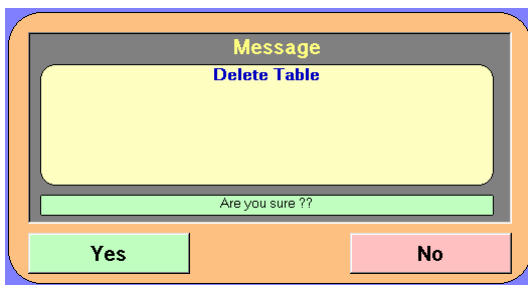 Message
Delete Table
Are you sure ??
Yes
No